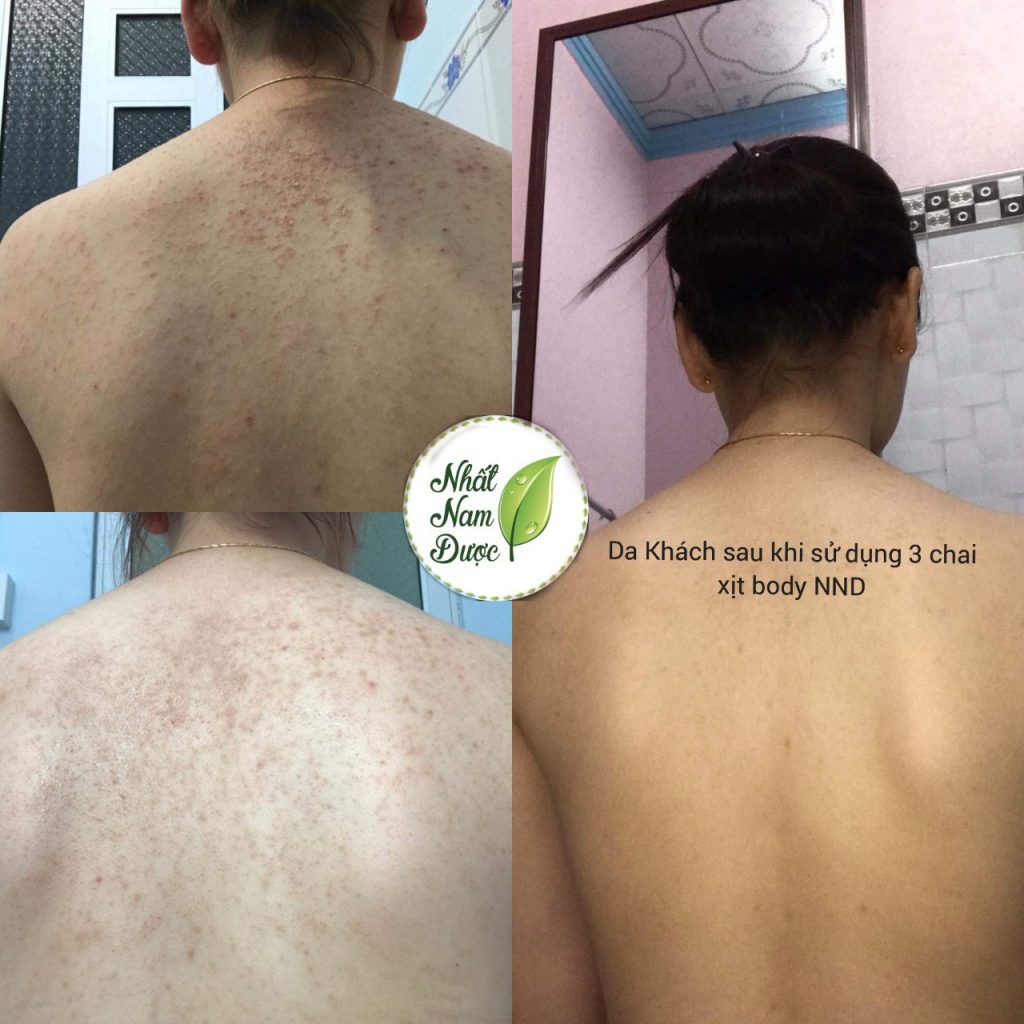 Nhất
Nam
Dược
Da Khách sau khi sử dụng 3 chai
xịt body NND